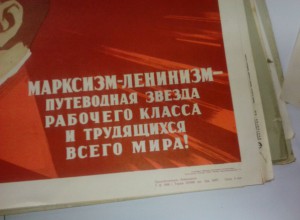 МАРКСИЗМ-ЛЕНИНИЗМ–
ПУТЕВОДНАЯ ЗВЕЗДА
РАБОЧЕГО КЛАССА
И ТРУДЯЩИХСЯ
ВСЕГО МИРА!